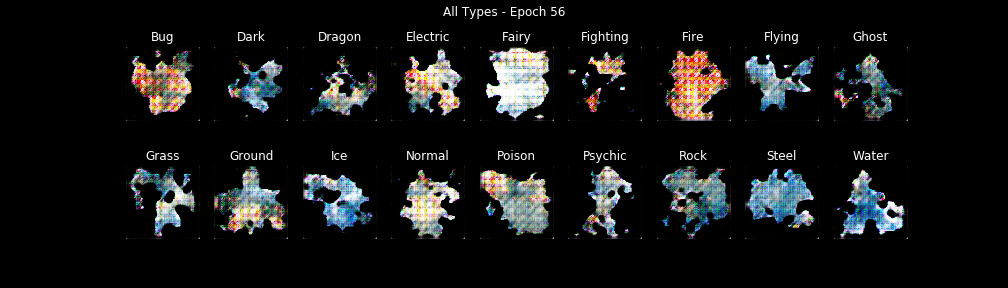 All Types - Epoch 56
Bug Dark Dragon Electric Fairy Fighting Fire Flying Ghost
Grass Ground Ice Normal Poison Psychic Rock Steel Water